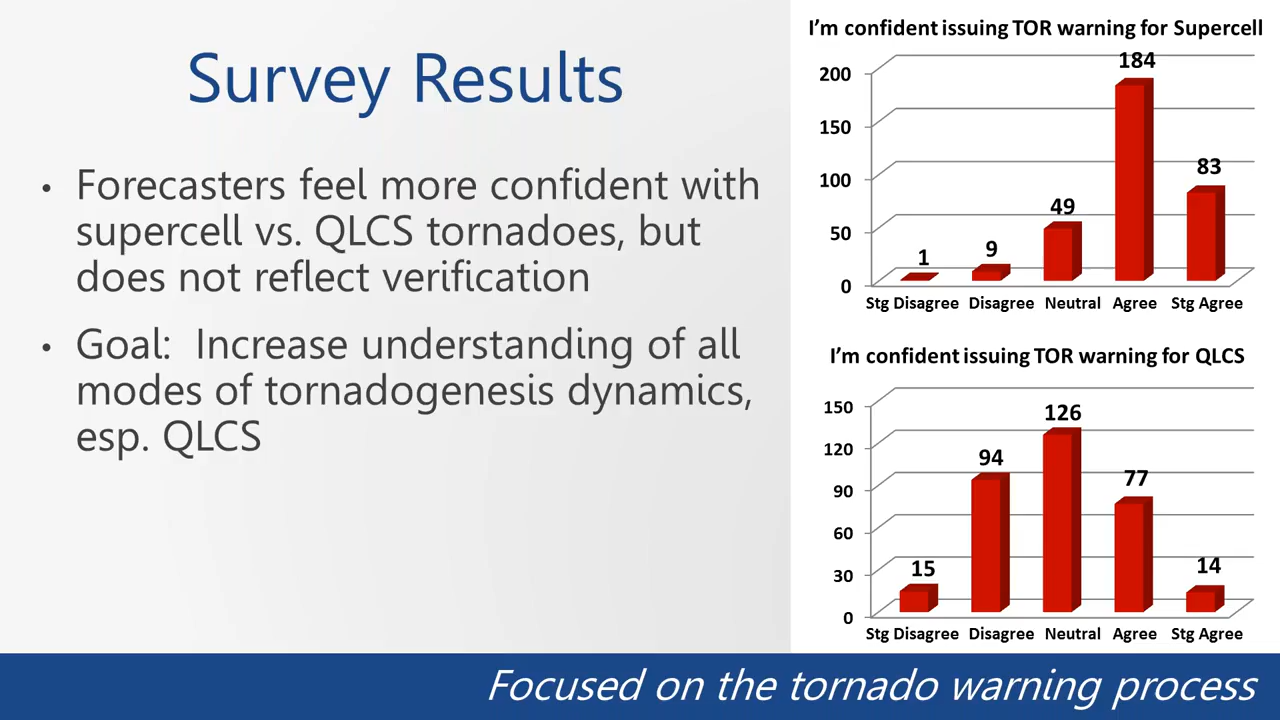 Survey Results
• Forecasters feel more confident with
supercell vs. QLCS tornadoes, but
does not reflect verification
• Goal:  Increase understanding of all
modes of tornadogenesis dynamics,
esp. QLCS
I'm confident issuing TOR warning for Supercell
184
200
150
83
100
49
50
9
1
0
Stg Disagree Disagree Neutral Agree Stg Agree
I'm confident issuing TOR warning for QLCS
150
126
120
94
77
90
60
15
14
30
0
Stg Disagree Disagree Neutral Agree Stg Agree
Focused on the tornado warning process